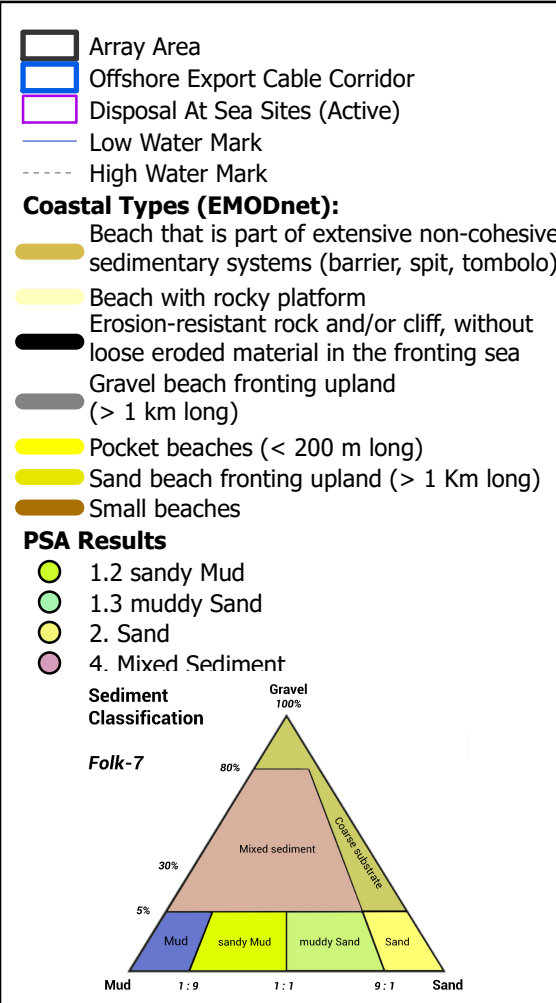 Array Area
Offshore Export Cable Corridor
Disposal At Sea Sites (Active)
Low Water Mark
High Water Mark
Coastal Types (EMODnet):
Beach that is part of extensive non-cohesive
sedimentary systems (barrier, spit, tombolo)
Beach with rocky platform
Erosion-resistant rock and/or cliff, without
loose eroded material in the fronting sea
Gravel beach fronting upland
(> 1 km long)
Pocket beaches (< 200 m long)
Sand beach fronting upland (> 1 Km long)
Small beaches
PSA Results
1.2 sandy Mud
1.3 muddy Sand
2. Sand
4. Mixed Sediment
Sediment
Classification
Folk-7
Gravel
100%
80%
Mixed sediment
Coarse substrate
30%
5%
Mud
sandy Mud
muddy Sand
Sand
Mud
1 : 9
1 : 1
9 : 1
Sand